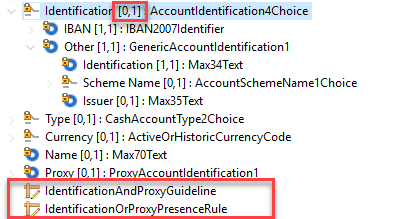 Identification [0,1] : AccountIdentification4Choice
IBAN [1,1] : IBAN2007Identifier
Other [1,1] : GenericAccountIdentification1
Identification [1,1] : Max34Text
Scheme Name [0,1] : AccountSchemeName1Choice
Issuer [0,1] : Max35Text
Type [0,1] : CashAccountType2Choice
Currency [0,1] : ActiveOrHistoricCurrencyCode
Name [0,1] : Max70Text
Proxy [0,1] : ProxyAccountIdentification1
IdentificationAndProxyGuideline
IdentificationOrProxyPresenceRule